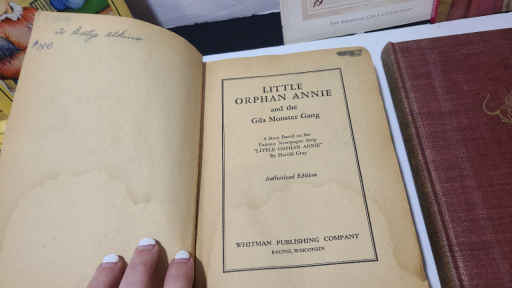 LITTLE
ORPHAN ANNIE
and the
Gila Monster Gang
A Story Based on the
Famous Newspaper Strip
"LITTLE ORPHAN ANNIE"
By Harold Gray
Authorized Edition
WHITMAN PUBLISHING COMPANY
RACINE, WISCONSIN